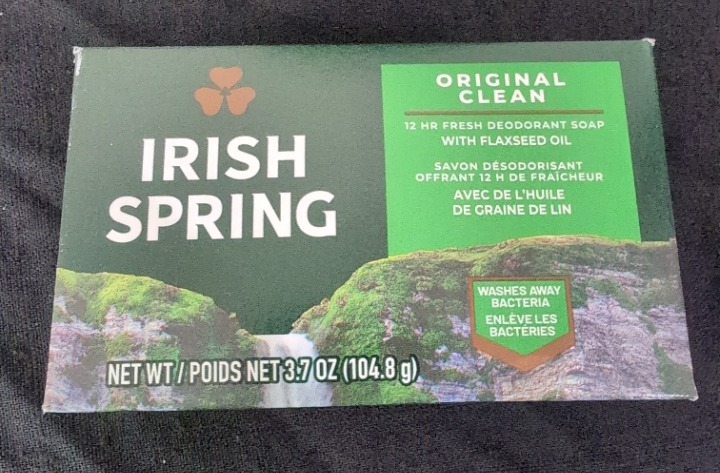 IRISH
SPRING
ORIGINAL
CLEAN
12 HR FRESH DEODORANT SOAP
WITH FLAXSEED OIL
SAVON DÉSODORISANT
OFFRANT 12 H DE FRAÎCHEUR
AVEC DE L'HUILE
DE GRAINE DE LIN
WASHES AWAY
BACTERIA
ENLÈVE LES
BACTÉRIES
NET WT / POIDS NET 3.7 OZ (104.8 g)